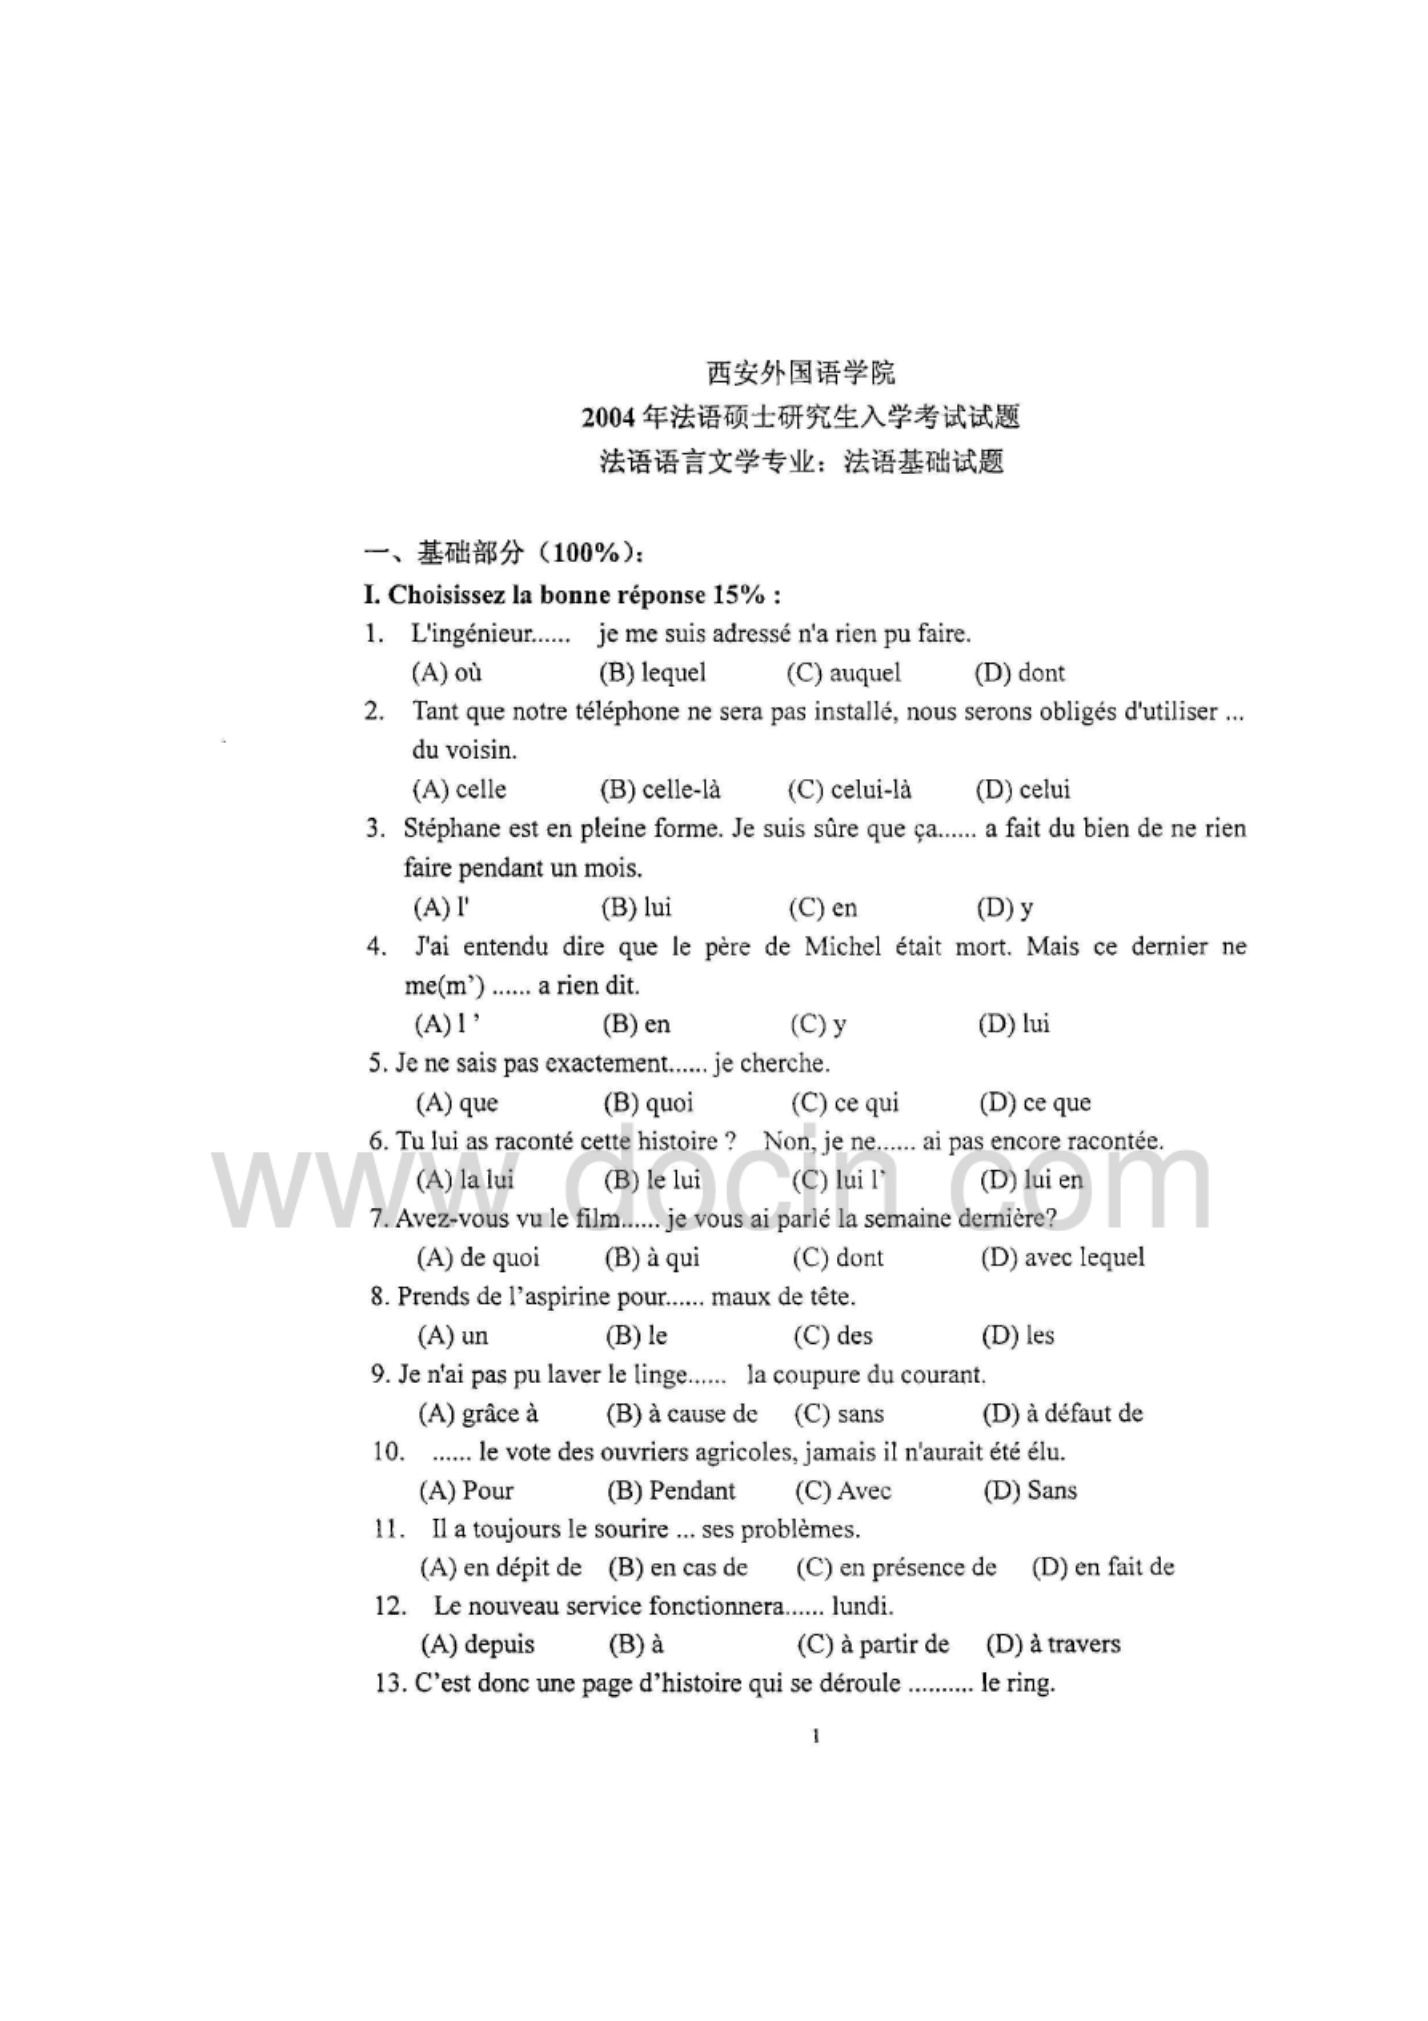 西安外国语学院
2004 年法语硕士研究生入学考试试题
法语语言文学专业：法语基础试题
一、基础部分（100%）：
I. Choisissez la bonne réponse 15% :
1. L'ingénieur...... je me suis adressé n'a rien pu faire.
(A) où (B) lequel (C) auquel (D) dont
2. Tant que notre téléphone ne sera pas installé, nous serons obligés d'utiliser ...
du voisin.
(A) celle (B) celle-là (C) celui-là (D) celui
3. Stéphane est en pleine forme. Je suis sûre que ça...... a fait du bien de ne rien
faire pendant un mois.
(A) l' (B) lui (C) en (D) y
4. J'ai entendu dire que le père de Michel était mort. Mais ce dernier ne
me(m’) ...... a rien dit.
(A) l ’ (B) en (C) y (D) lui
5. Je ne sais pas exactement...... je cherche.
(A) que (B) quoi (C) ce qui (D) ce que
6. Tu lui as raconté cette histoire ? Non, je ne...... ai pas encore racontée.
(A) la lui (B) le lui (C) lui l’ (D) lui en
7. Avez-vous vu le film...... je vous ai parlé la semaine dernière?
(A) de quoi (B) à qui (C) dont (D) avec lequel
8. Prends de l’aspirine pour...... maux de tête.
(A) un (B) le (C) des (D) les
9. Je n'ai pas pu laver le linge...... la coupure du courant.
(A) grâce à (B) à cause de (C) sans (D) à défaut de
10. ...... le vote des ouvriers agricoles, jamais il n'aurait été élu.
(A) Pour (B) Pendant (C) Avec (D) Sans
11. Il a toujours le sourire ... ses problèmes.
(A) en dépit de (B) en cas de (C) en présence de (D) en fait de
12. Le nouveau service fonctionnera...... lundi.
(A) depuis (B) à (C) à partir de (D) à travers
13. C’est donc une page d’histoire qui se déroule .......... le ring.
1
www.docin.com